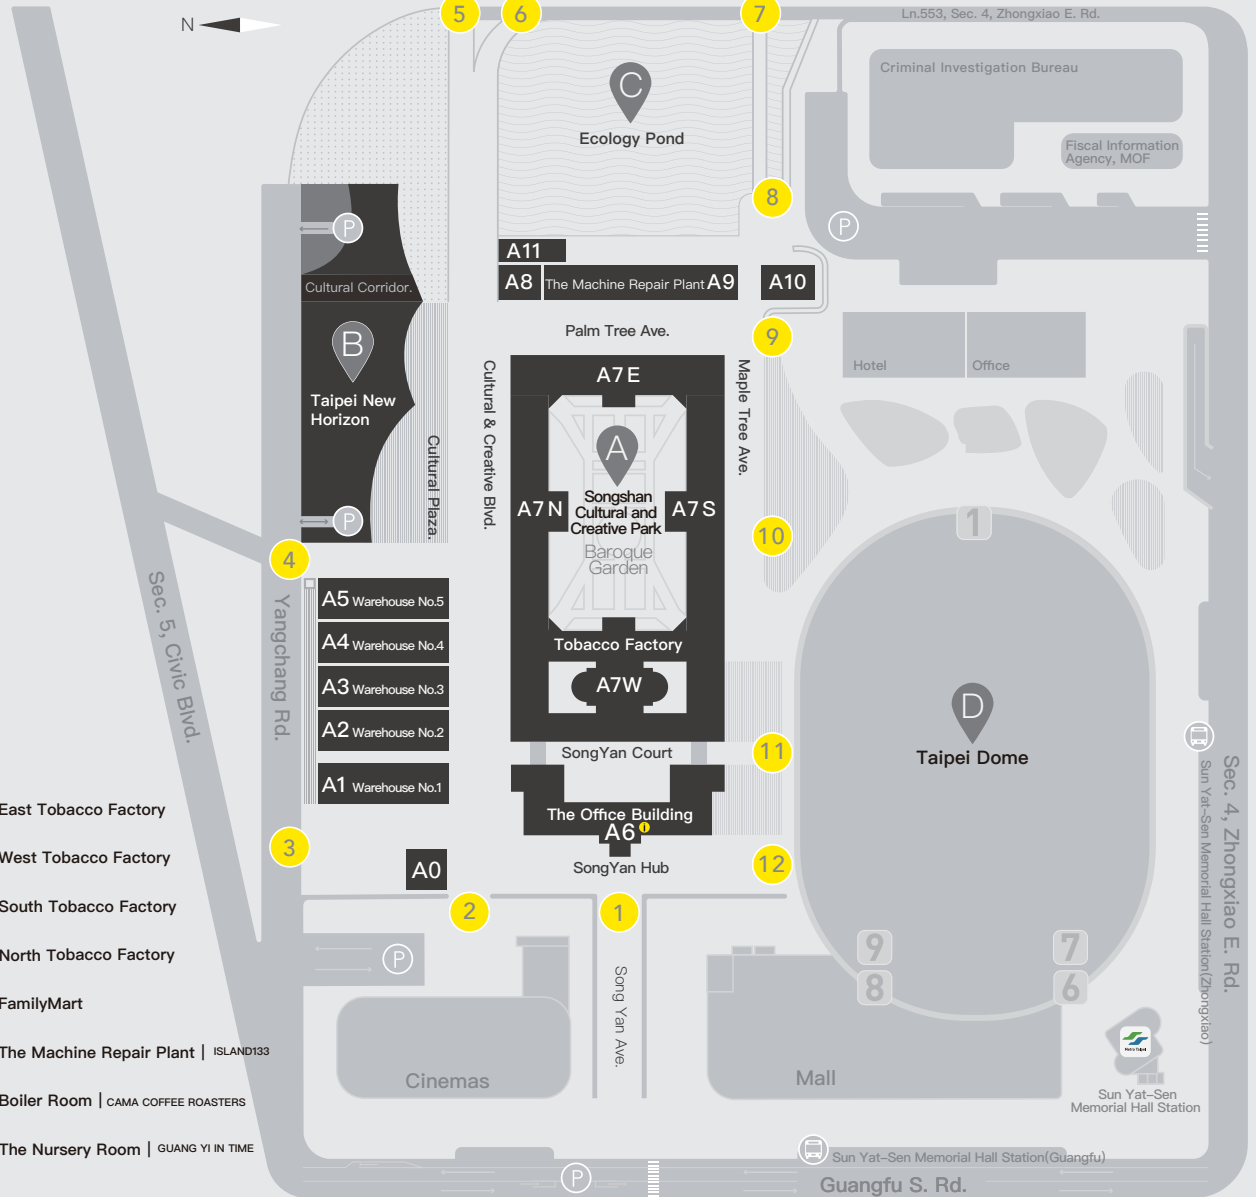 N
5
6
7
Ln.553, Sec. 4, Zhongxiao E. Rd.
C
Ecology Pond
Criminal Investigation Bureau
Fiscal Information
Agency, MOF
8
P
P
A11
A8
The Machine Repair Plant A9
A10
Cultural Corridor.
B
Taipei New
Horizon
Palm Tree Ave.
9
Hotel
Office
Cultural & Creative Blvd.
Maple Tree Ave.
Cultural Plaza.
A7E
A
Songshan
Cultural and
Creative Park
Baroque
Garden
A7N
A7S
P
10
1
4
Sec. 5, Civic Blvd.
Yangchang Rd.
A5 Warehouse No.5
A4 Warehouse No.4
A3 Warehouse No.3
A2 Warehouse No.2
A1 Warehouse No.1
Tobacco Factory
A7W
D
Taipei Dome
SongYan Court
11
The Office Building
A6 i
SongYan Hub
12
3
A0
2
1
Sec. 4, Zhongxiao E. Rd.
Sun Yat-Sen Memorial Hall Station(Zhongxiao)
East Tobacco Factory
West Tobacco Factory
South Tobacco Factory
North Tobacco Factory
FamilyMart
The Machine Repair Plant | ISLAND133
Boiler Room | CAMA COFFEE ROASTERS
The Nursery Room | GUANG YI IN TIME
P
9
8
7
6
Song Yan Ave.
Cinemas
Mall
Metro Taipei
Sun Yat-Sen
Memorial Hall Station
Sun Yat-Sen Memorial Hall Station(Guangfu)
P
Guangfu S. Rd.